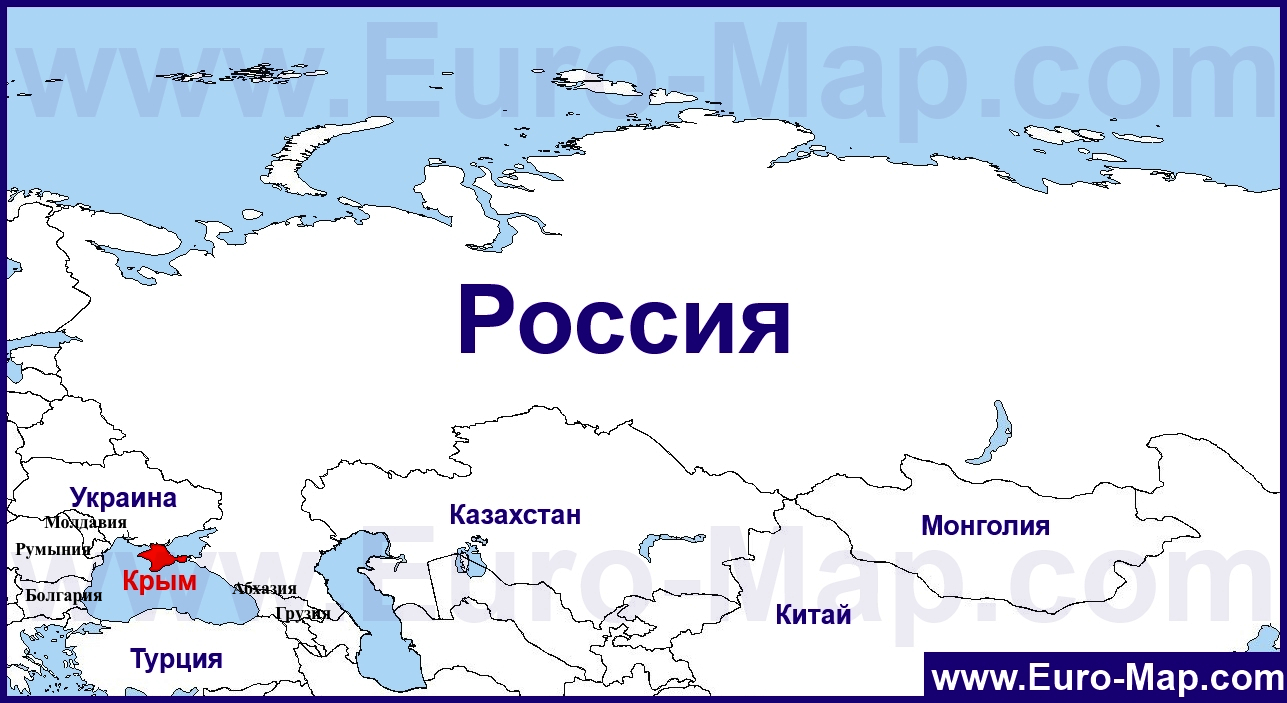 www.Euro-Map.com
Россия
Украина
Молдавия
Казахстан
Монголия
Румыния
www.Euro-Map.com
Крым
Абхазия
Болгария
Грузия
Китай
Турция
www.Euro-Map.com